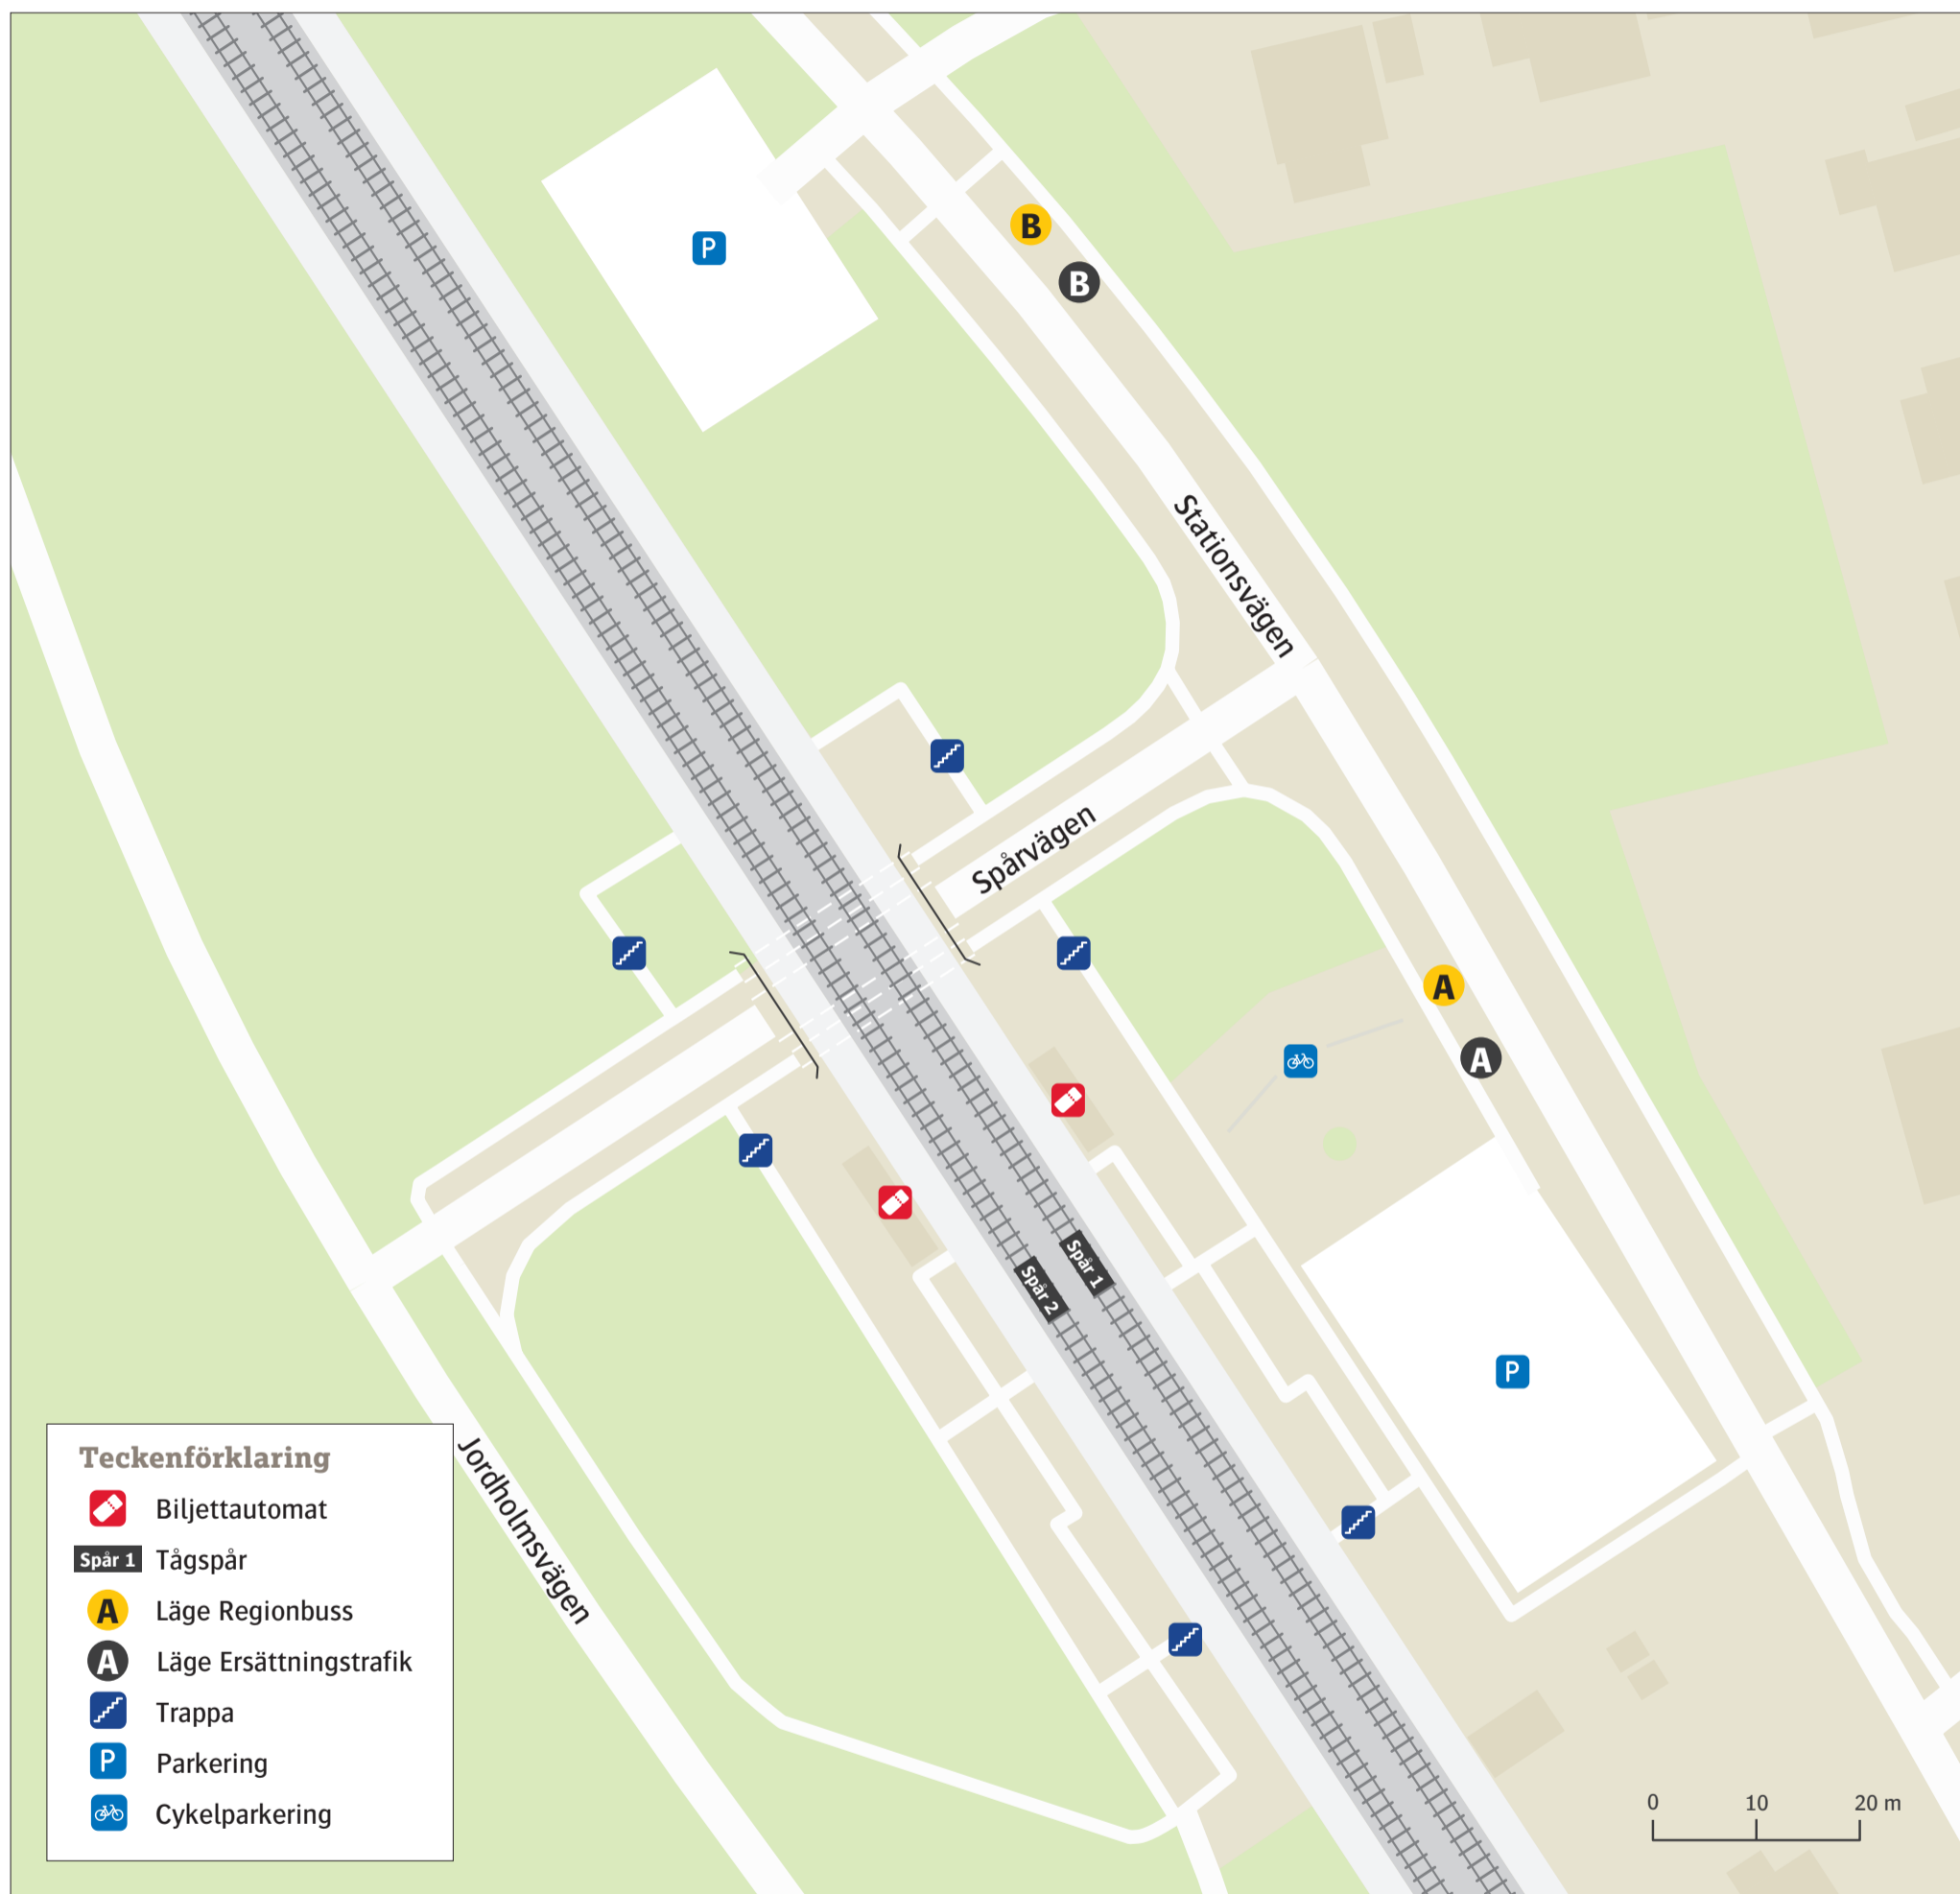 P
B
B
Stationsvägen
Spårvägen
A
A
Spår 1
Spår 2
P
Jordholmsvägen
Teckenförklaring
Biljettautomat
Spår 1 Tågspår
A Läge Regionbuss
A Läge Ersättningstrafik
Trappa
P Parkering
Cykelparkering
0 10 20 m